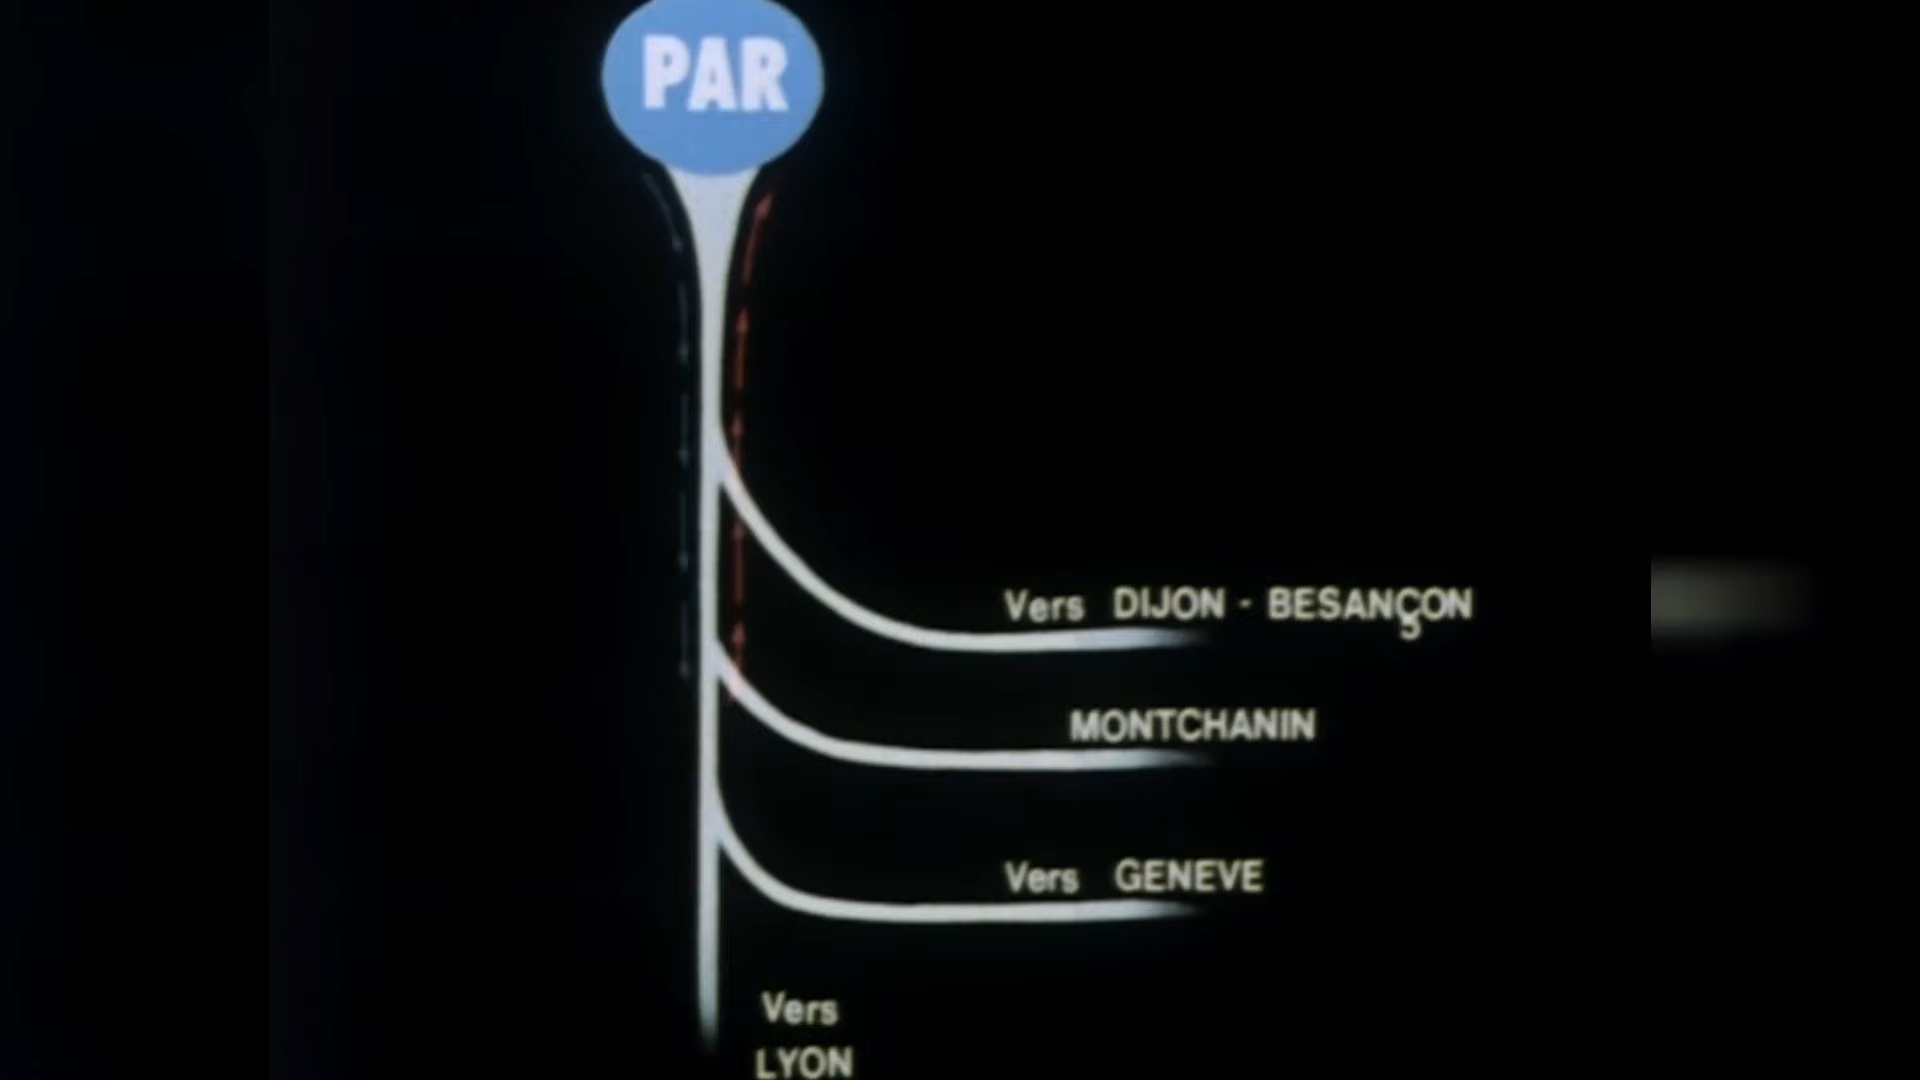 PAR
Vers DIJON - BESANÇON
MONTCHANIN
Vers GENEVE
Vers
LYON